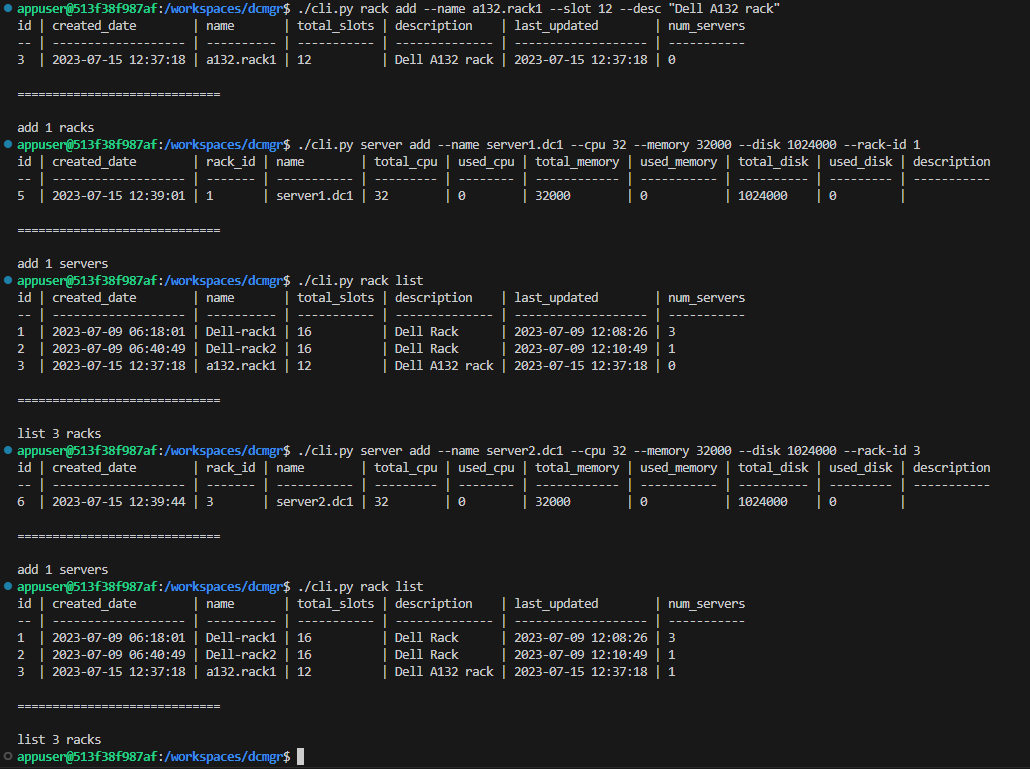 appuser@513f38f987af:/workspaces/dcmgr$ ./cli.py rack add --name a132.rack1 --slot 12 --desc "Dell A132 rack"
id | created_date        | name       | total_slots | description    | last_updated        | num_servers
-- | ------------------- | ---------- | ----------- | -------------- | ------------------- | -----------
3  | 2023-07-15 12:37:18 | a132.rack1 | 12          | Dell A132 rack | 2023-07-15 12:37:18 | 0
=============================
add 1 racks
appuser@513f38f987af:/workspaces/dcmgr$ ./cli.py server add --name server1.dc1 --cpu 32 --memory 32000 --disk 1024000 --rack-id 1
id | created_date        | rack_id | name        | total_cpu | used_cpu | total_memory | used_memory | total_disk | used_disk | description
-- | ------------------- | ------- | ----------- | --------- | -------- | ------------ | ----------- | ---------- | --------- | -----------
5  | 2023-07-15 12:39:01 | 1       | server1.dc1 | 32        | 0        | 32000        | 0           | 1024000    | 0         |
=============================
add 1 servers
appuser@513f38f987af:/workspaces/dcmgr$ ./cli.py rack list
id | created_date        | name       | total_slots | description    | last_updated        | num_servers
-- | ------------------- | ---------- | ----------- | -------------- | ------------------- | -----------
1  | 2023-07-09 06:18:01 | Dell-rack1 | 16          | Dell Rack      | 2023-07-09 12:08:26 | 3
2  | 2023-07-09 06:40:49 | Dell-rack2 | 16          | Dell Rack      | 2023-07-09 12:10:49 | 1
3  | 2023-07-15 12:37:18 | a132.rack1 | 12          | Dell A132 rack | 2023-07-15 12:37:18 | 0
=============================
list 3 racks
appuser@513f38f987af:/workspaces/dcmgr$ ./cli.py server add --name server2.dc1 --cpu 32 --memory 32000 --disk 1024000 --rack-id 3
id | created_date        | rack_id | name        | total_cpu | used_cpu | total_memory | used_memory | total_disk | used_disk | description
-- | ------------------- | ------- | ----------- | --------- | -------- | ------------ | ----------- | ---------- | --------- | -----------
6  | 2023-07-15 12:39:44 | 3       | server2.dc1 | 32        | 0        | 32000        | 0           | 1024000    | 0         |
=============================
add 1 servers
appuser@513f38f987af:/workspaces/dcmgr$ ./cli.py rack list
id | created_date        | name       | total_slots | description    | last_updated        | num_servers
-- | ------------------- | ---------- | ----------- | -------------- | ------------------- | -----------
1  | 2023-07-09 06:18:01 | Dell-rack1 | 16          | Dell Rack      | 2023-07-09 12:08:26 | 3
2  | 2023-07-09 06:40:49 | Dell-rack2 | 16          | Dell Rack      | 2023-07-09 12:10:49 | 1
3  | 2023-07-15 12:37:18 | a132.rack1 | 12          | Dell A132 rack | 2023-07-15 12:37:18 | 1
=============================
list 3 racks
appuser@513f38f987af:/workspaces/dcmgr$